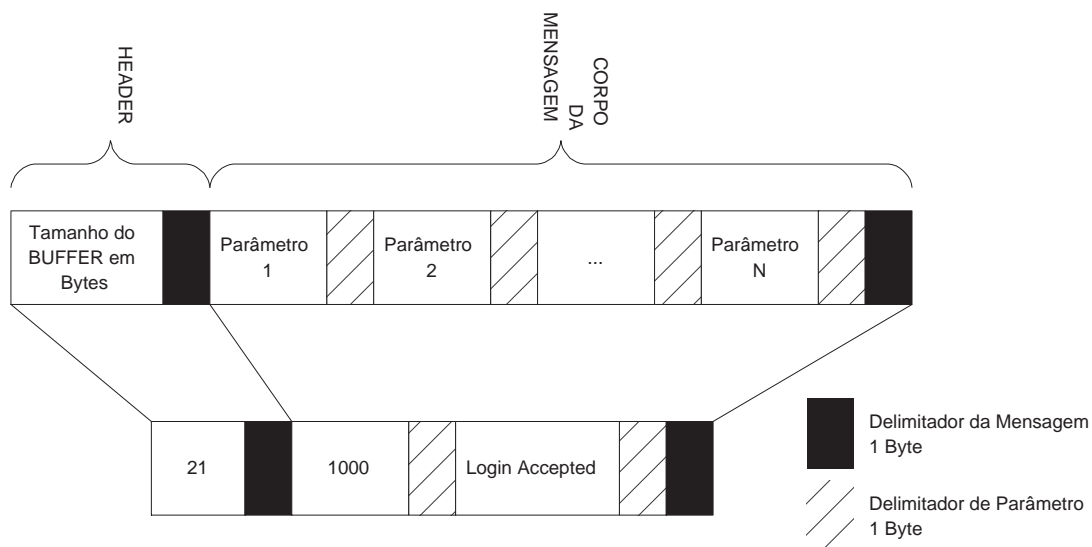 HEADER
CORPO
DA
MENSAGEM
Tamanho do
BUFFER em
Bytes
Parâmetro
1
Parâmetro
2
...
Parâmetro
N
21
1000
Login Accepted
Delimitador da Mensagem
1 Byte
Delimitador de Parâmetro
1 Byte